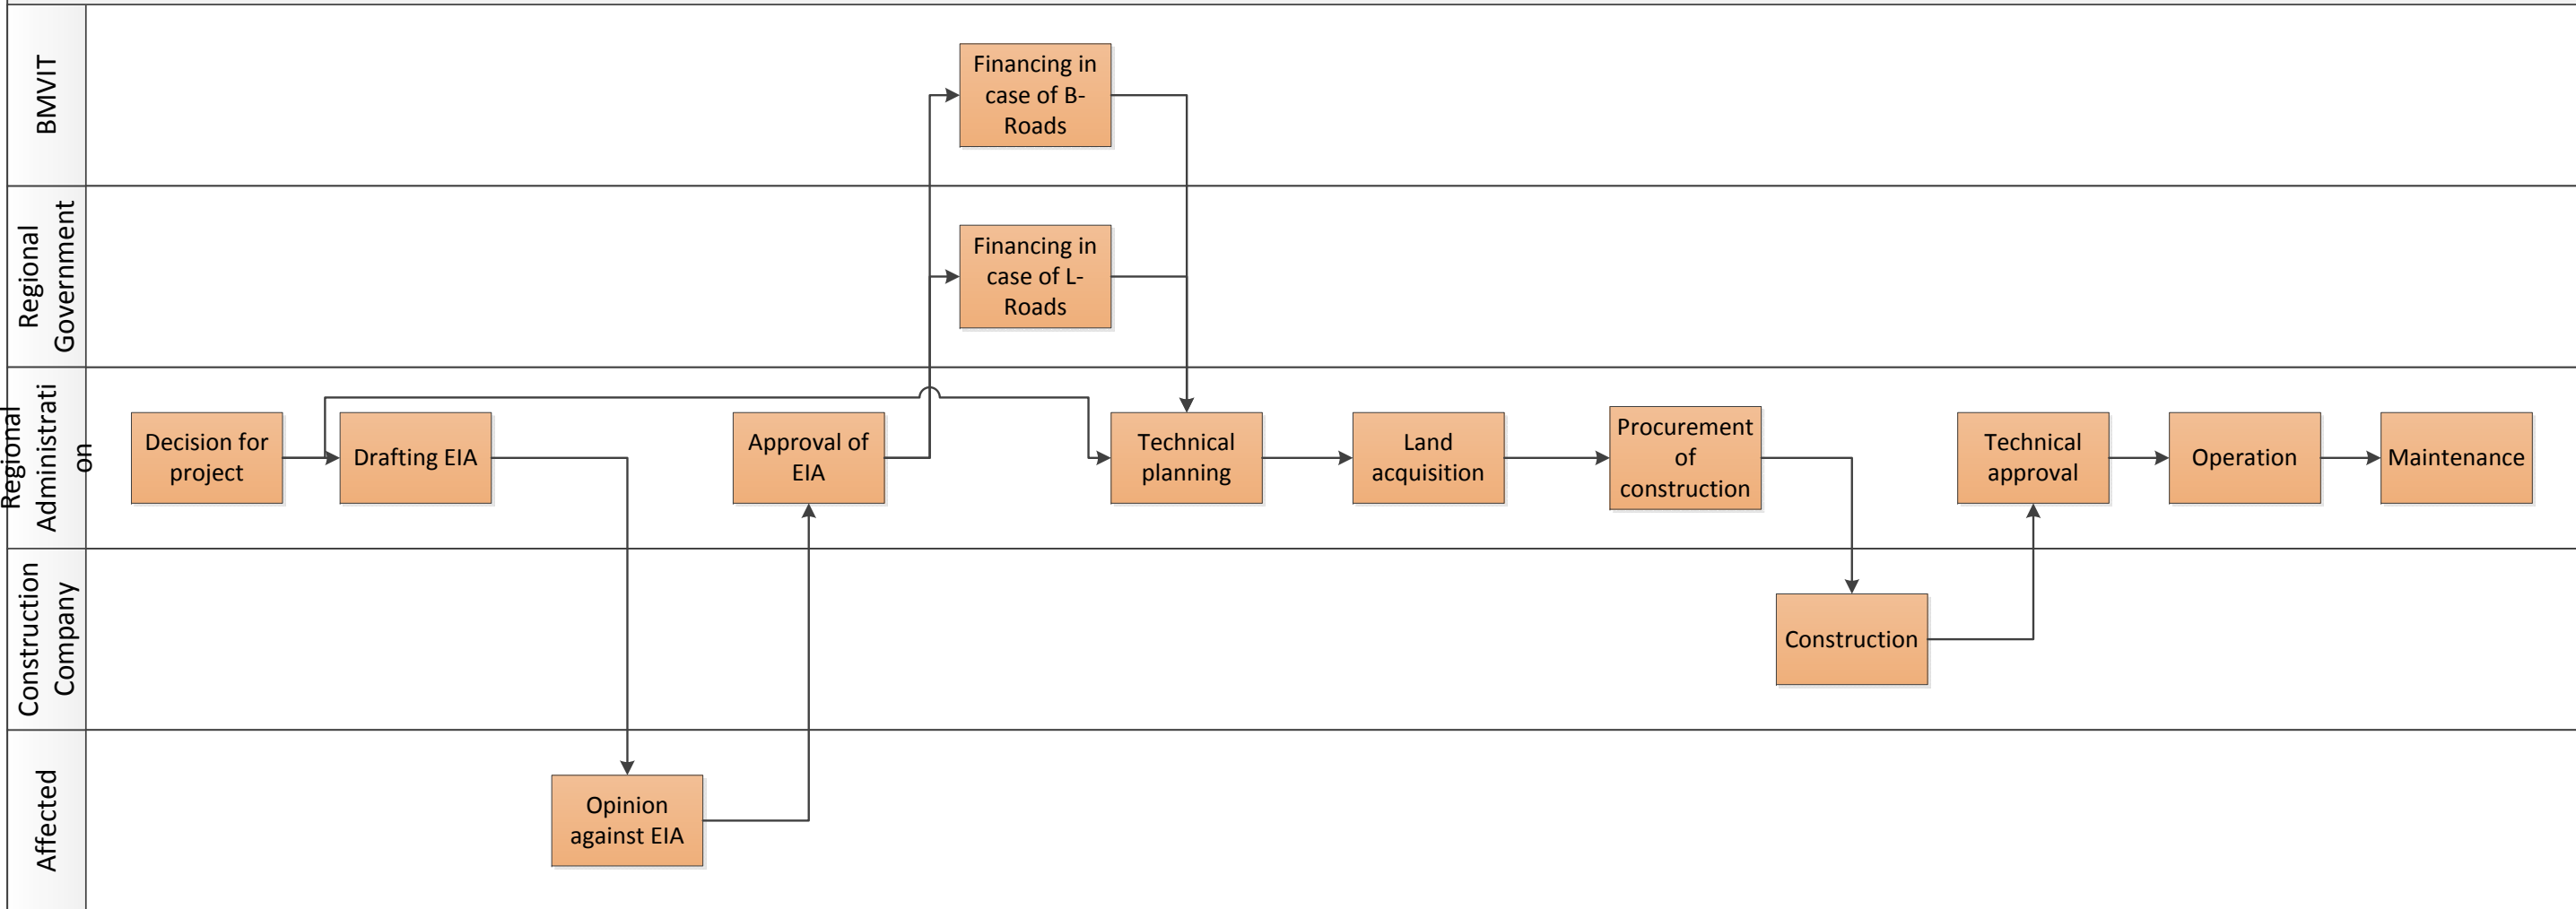 BMVIT
Financing in
case of B-
Roads
Regional
Government
Financing in
case of L-
Roads
Regional
Administrati
on
Decision for
project
Drafting EIA
Approval of
EIA
Technical
planning
Land
acquisition
Procurement
of
construction
Technical
approval
Operation
Maintenance
Construction
Company
Construction
Affected
Opinion
against EIA